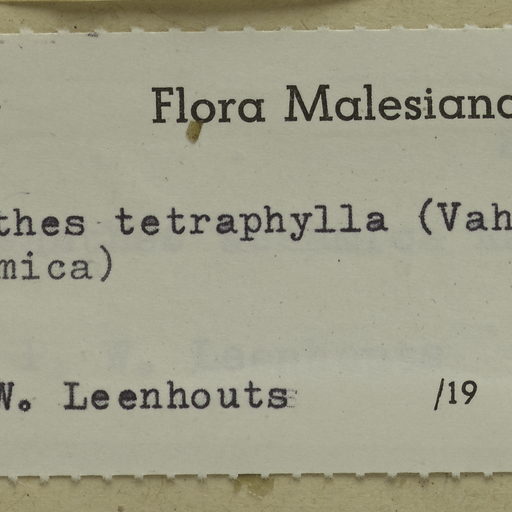 Flora Malesiana
thes tetraphylla (Vah
mica)
W. Leenhouts /19